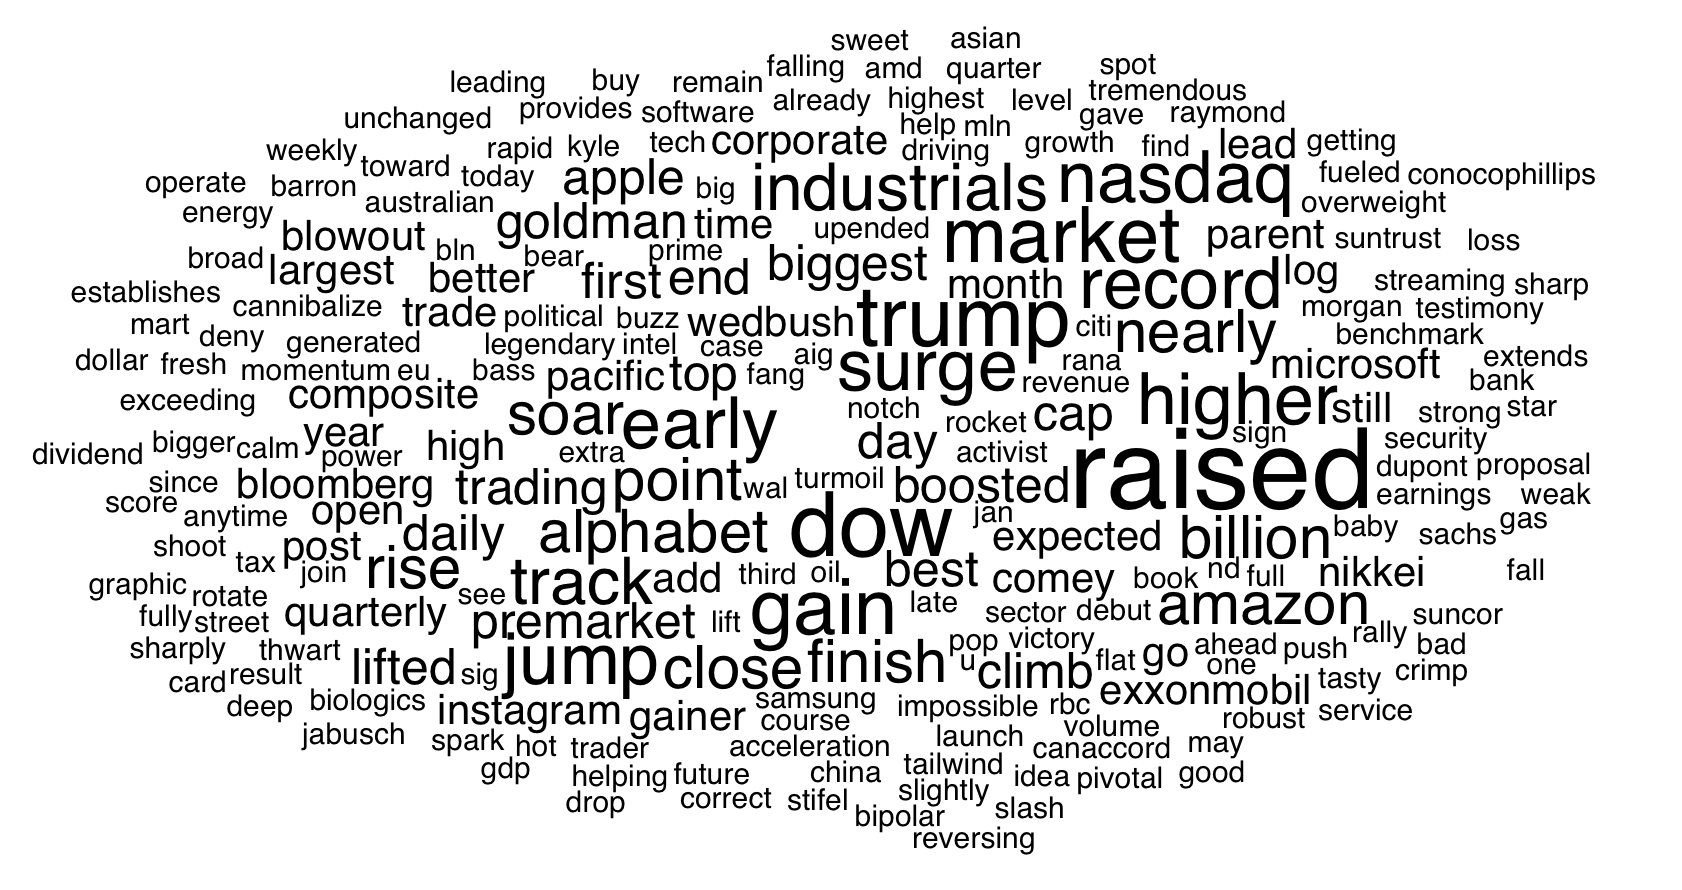 sweet asian
falling amd quarter spot
leading buy remain tremendous
unchanged provides software already highest level gave raymond
help mln
weekly toward rapid kyle tech corporate driving growth find lead getting
operate barron today apple big industrials nasdaq fueled conocophillips
energy australian goldman time upended overweight
blowout bln bear prime market parent suntrust loss
broad largest better first end biggest month record log streaming sharp
establishes cannibalize trade political buzz wedbush trump citi nearly morgan testimony
mart deny generated legendary intel case aig benchmark
dollar fresh momentum eu bass pacific top fang surge rana revenue microsoft extends
exceeding composite soar early notch rocket cap higher still bank strong star
dividend bigger calm year power high extra day activist sign security
since bloomberg trading point wal turmoil boosted raised dupont proposal
score anytime open daily alphabet dow jan expected billion baby earnings weak
shoot tax post sachs gas
graphic rotate join rise see track add third oil best comey book nd full nikkei fall
fully street quarterly premarket lift gain late sector debut amazon suncor
sharply thwart lifted sig jump close finish pop victory u climb flat go ahead one push rally bad
card result exxonmobil tasty crimp
deep biologics instagram gainer samsung course impossible rbc volume robust service
jabusch spark hot trader acceleration launch canaccord may
gdp helping future china tailwind idea pivotal good
drop correct stifel slightly slash
bipolar
reversing